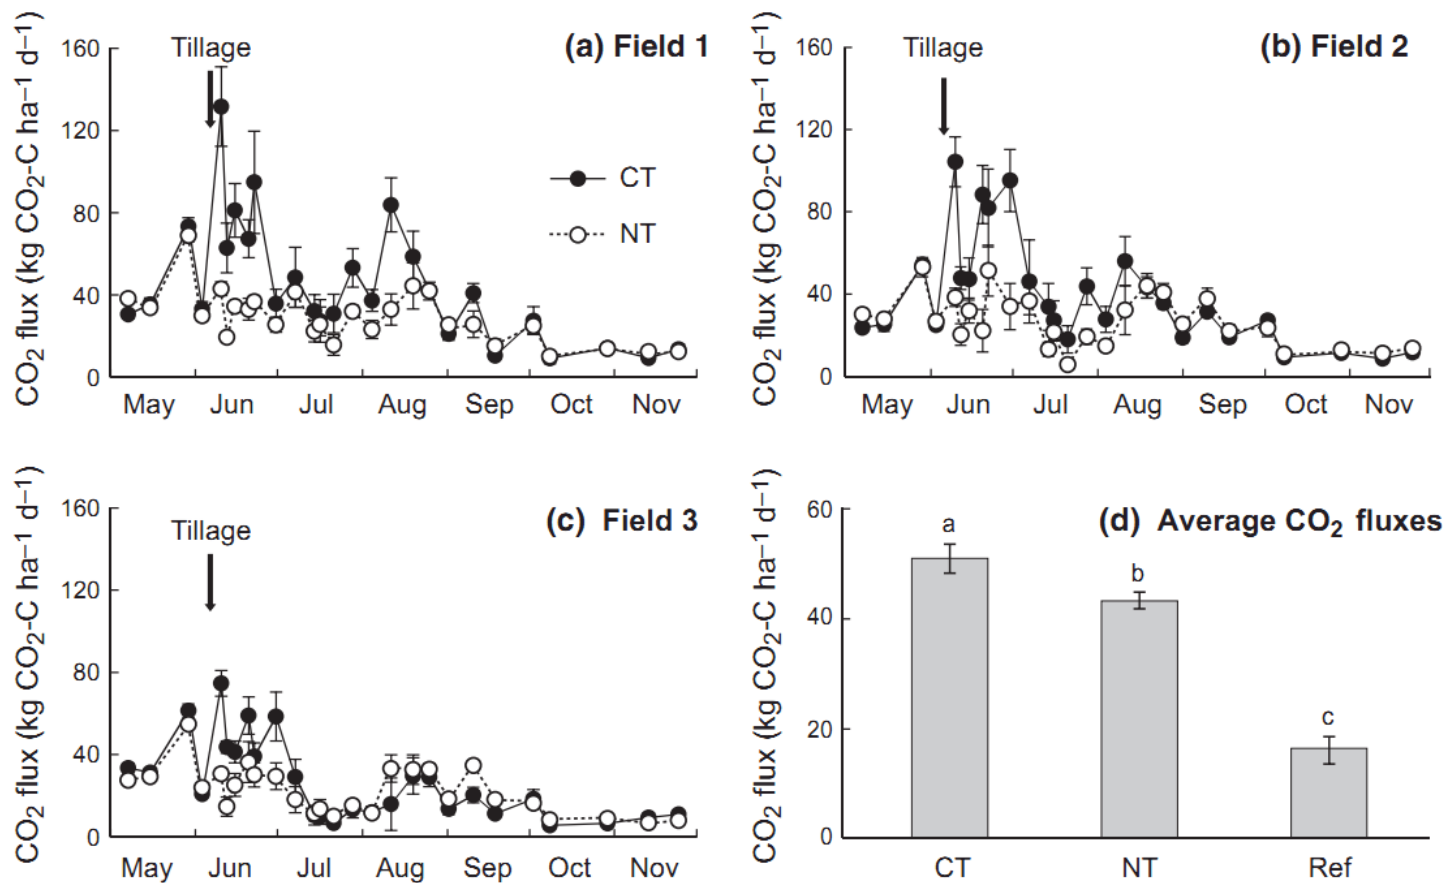 (a) Field 1
CO₂ flux (kg CO₂-C ha⁻¹ d⁻¹)
160
120
80
40
0
Tillage
CT
NT
May Jun Jul Aug Sep Oct Nov
(b) Field 2
CO₂ flux (kg CO₂-C ha⁻¹ d⁻¹)
160
120
80
40
0
Tillage
May Jun Jul Aug Sep Oct Nov
(c) Field 3
CO₂ flux (kg CO₂-C ha⁻¹ d⁻¹)
160
120
80
40
0
Tillage
May Jun Jul Aug Sep Oct Nov
(d) Average CO₂ fluxes
CO₂ flux (kg CO₂-C ha⁻¹ d⁻¹)
60
40
20
0
a
b
c
CT NT Ref